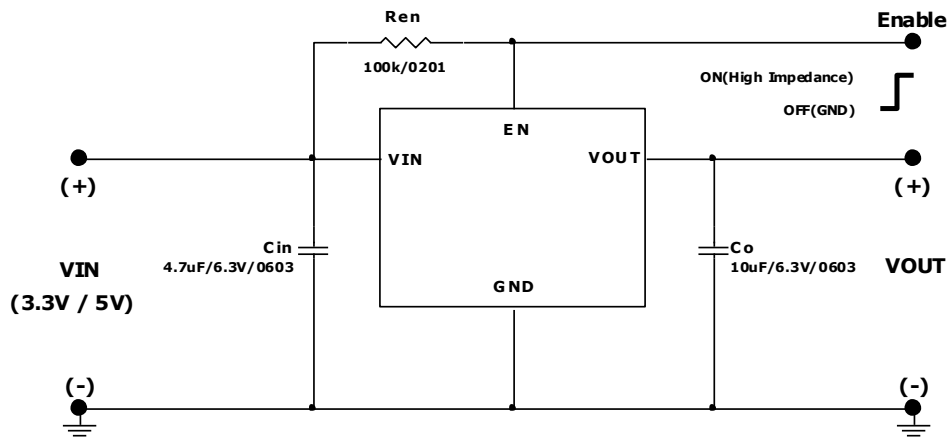 Ren
Enable
100k/0201
ON(High Impedance)
OFF(GND)
EN
VIN
VOUT
(+)
(+)
Cin
4.7uF/6.3V/0603
Co
10uF/6.3V/0603
VIN
(3.3V / 5V)
VOUT
GND
(-)
(-)